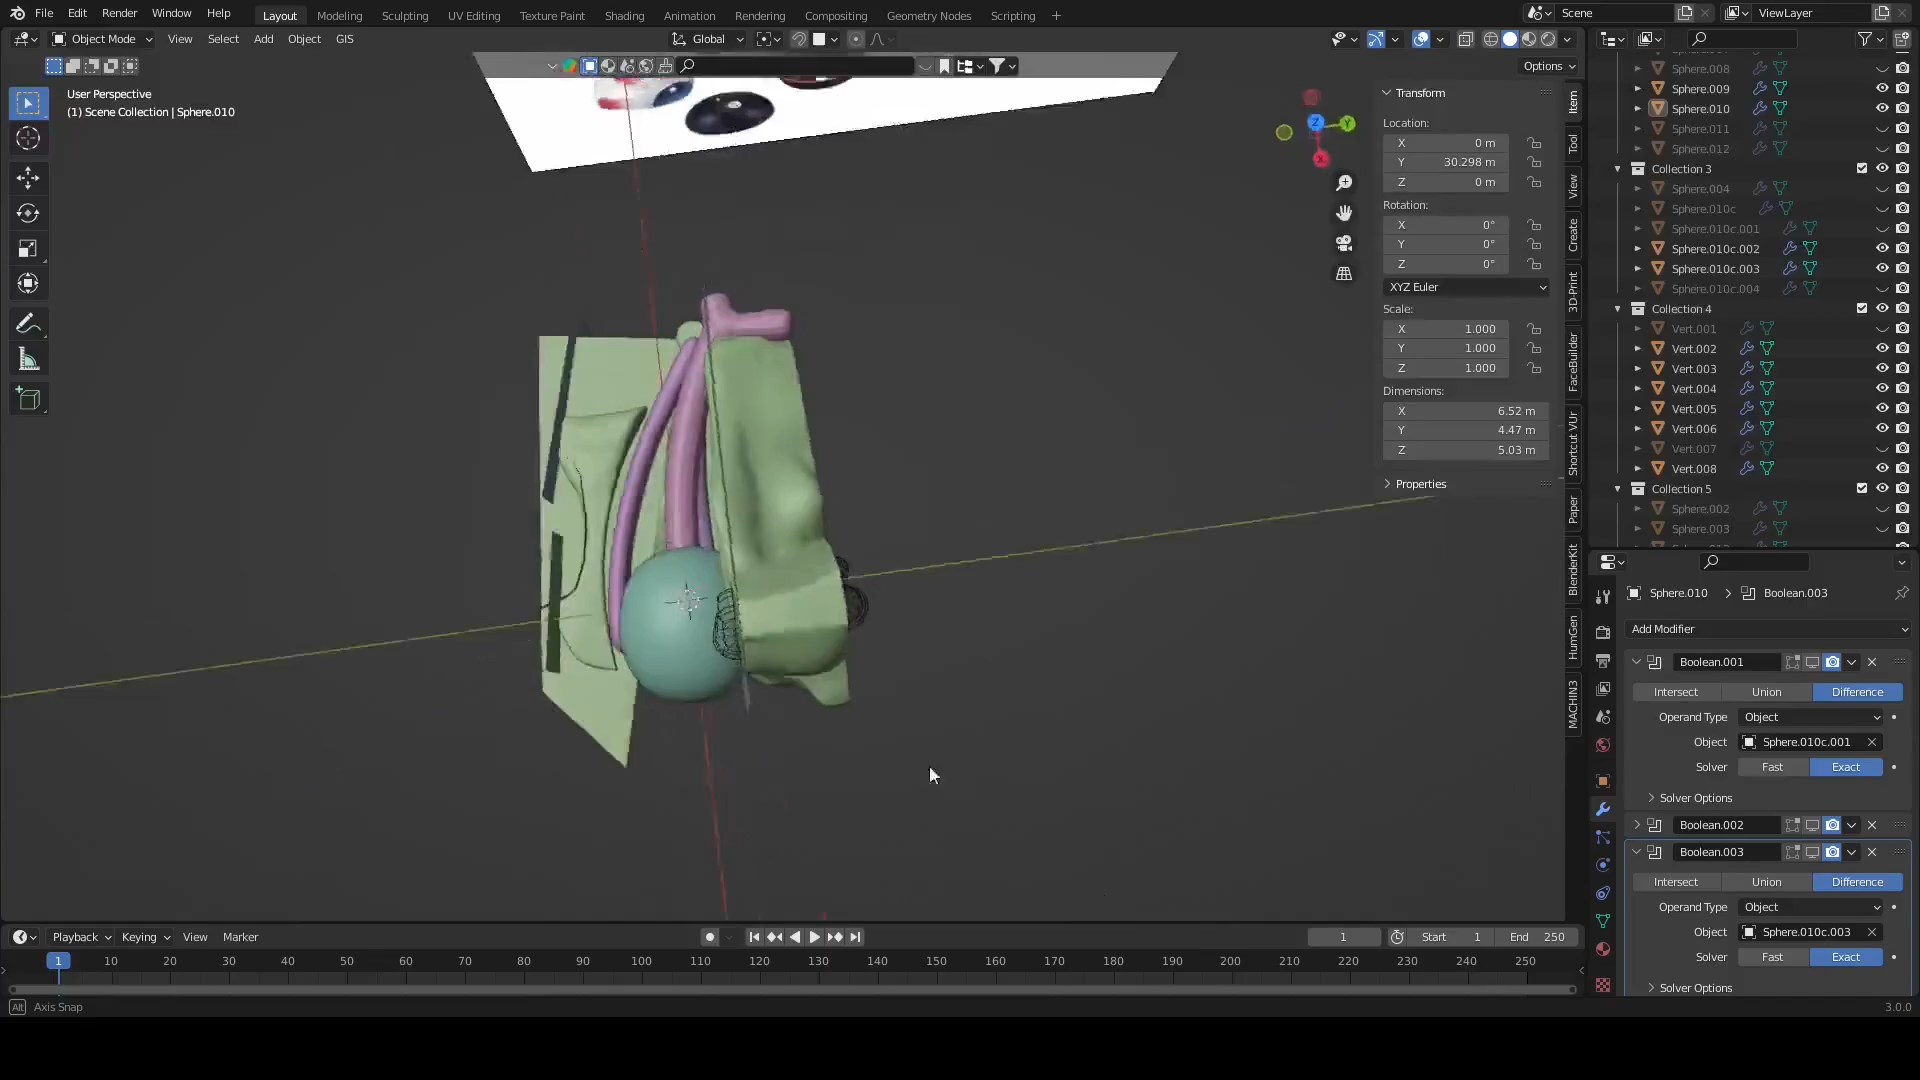 File Edit Render Window Help Layout Modeling Sculpting UV Editing Texture Paint Shading Animation Rendering Compositing Geometry Nodes Scripting + Scene ViewLayer
Object Mode View Select Add Object GIS Global
Options
User Perspective
(1) Scene Collection | Sphere.010
Transform
Location:
X 0 m
Y 30.298 m
Z 0 m
Rotation:
X 0°
Y 0°
Z 0°
XYZ Euler
Scale:
X 1.000
Y 1.000
Z 1.000
Dimensions:
X 6.52 m
Y 4.47 m
Z 5.03 m
Properties
Z
Y
X
Item
Tool
View
Create
3D-Print
FaceBuilder
Shortcut VUr
Paper
BlenderKit
HumGen
MACHIN3
Sphere.008
Sphere.009
Sphere.010
Sphere.011
Sphere.012
Collection 3
Sphere.004
Sphere.010c
Sphere.010c.001
Sphere.010c.002
Sphere.010c.003
Sphere.010c.004
Collection 4
Vert.001
Vert.002
Vert.003
Vert.004
Vert.005
Vert.006
Vert.007
Vert.008
Collection 5
Sphere.002
Sphere.003
Sphere.010 > Boolean.003
Add Modifier
Boolean.001
Intersect Union Difference
Operand Type Object
Object Sphere.010c.001
Solver Fast Exact
Solver Options
Boolean.002
Boolean.003
Intersect Union Difference
Operand Type Object
Object Sphere.010c.003
Solver Fast Exact
Solver Options
Playback Keying View Marker 1 Start 1 End 250
1 10 20 30 40 50 60 70 80 90 100 110 120 130 140 150 160 170 180 190 200 210 220 230 240 250
Alt Axis Snap 3.0.0